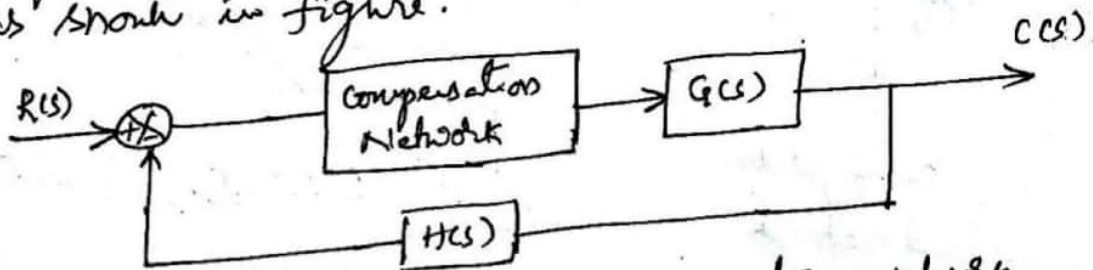 shown in figure.
C(S)
R(S)
Compensation
Network
G(S)
H(S)